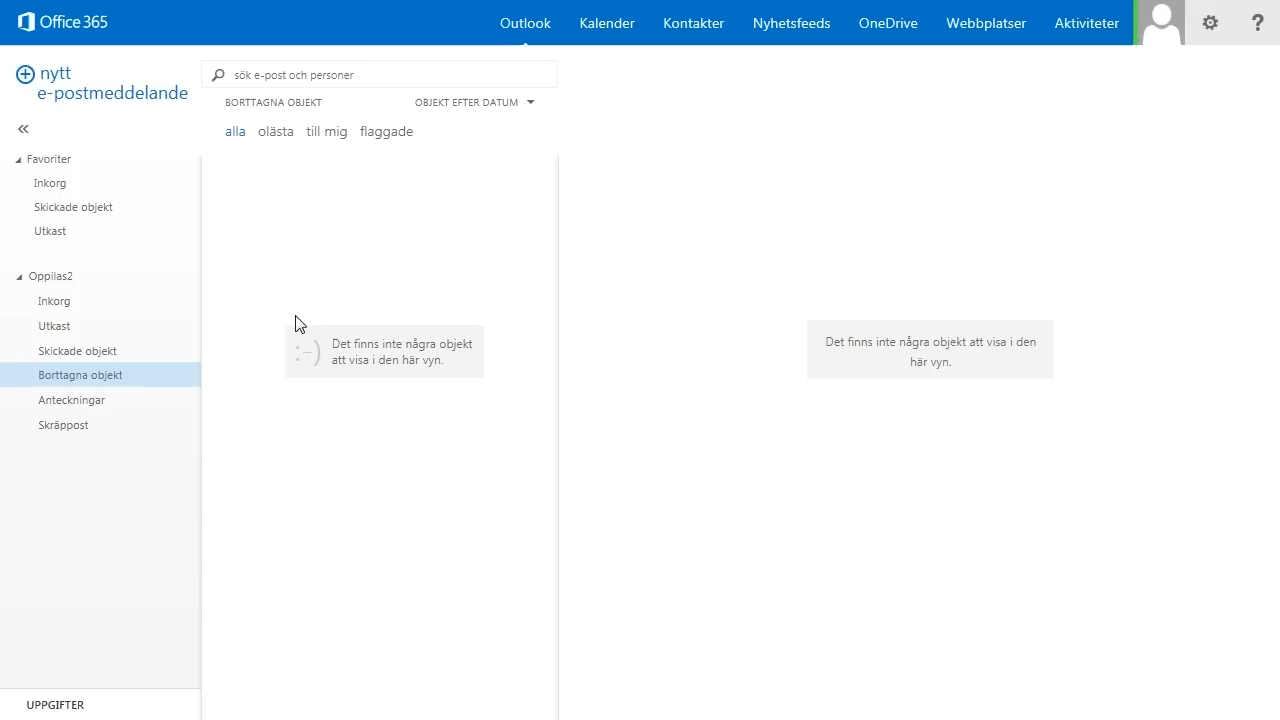 Office 365
Outlook Kalender Kontakter Nyhetsfeeds OneDrive Webbplatser Aktiviteter ?
nytt
e-postmeddelande
sök e-post och personer
BORTTAGNA OBJEKT OBJEKT EFTER DATUM
alla olästa till mig flaggade
Favoriter
Inkorg
Skickade objekt
Utkast
Oppilas2
Inkorg
Utkast
Skickade objekt
Borttagna objekt
Anteckningar
Skräppost
UPPGIFTER
:-)
Det finns inte några objekt
att visa i den här vyn.
Det finns inte några objekt att visa i den
här vyn.